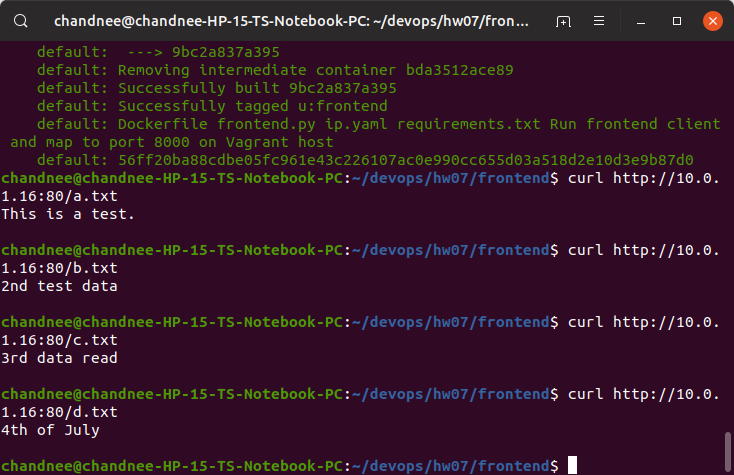 chandnee@chandnee-HP-15-TS-Notebook-PC: ~/devops/hw07/fron...
default:  ---> 9bc2a837a395
default: Removing intermediate container bda3512ace89
default: Successfully built 9bc2a837a395
default: Successfully tagged u:frontend
default: Dockerfile frontend.py ip.yaml requirements.txt Run frontend client
and map to port 8000 on Vagrant host
default: 56ff20ba88cdbe05fc961e43c226107ac0e990cc655d03a518d2e10d3e9b87d0
chandnee@chandnee-HP-15-TS-Notebook-PC:~/devops/hw07/frontend$ curl http://10.0.
1.16:80/a.txt
This is a test.
chandnee@chandnee-HP-15-TS-Notebook-PC:~/devops/hw07/frontend$ curl http://10.0.
1.16:80/b.txt
2nd test data
chandnee@chandnee-HP-15-TS-Notebook-PC:~/devops/hw07/frontend$ curl http://10.0.
1.16:80/c.txt
3rd data read
chandnee@chandnee-HP-15-TS-Notebook-PC:~/devops/hw07/frontend$ curl http://10.0.
1.16:80/d.txt
4th of July
chandnee@chandnee-HP-15-TS-Notebook-PC:~/devops/hw07/frontend$